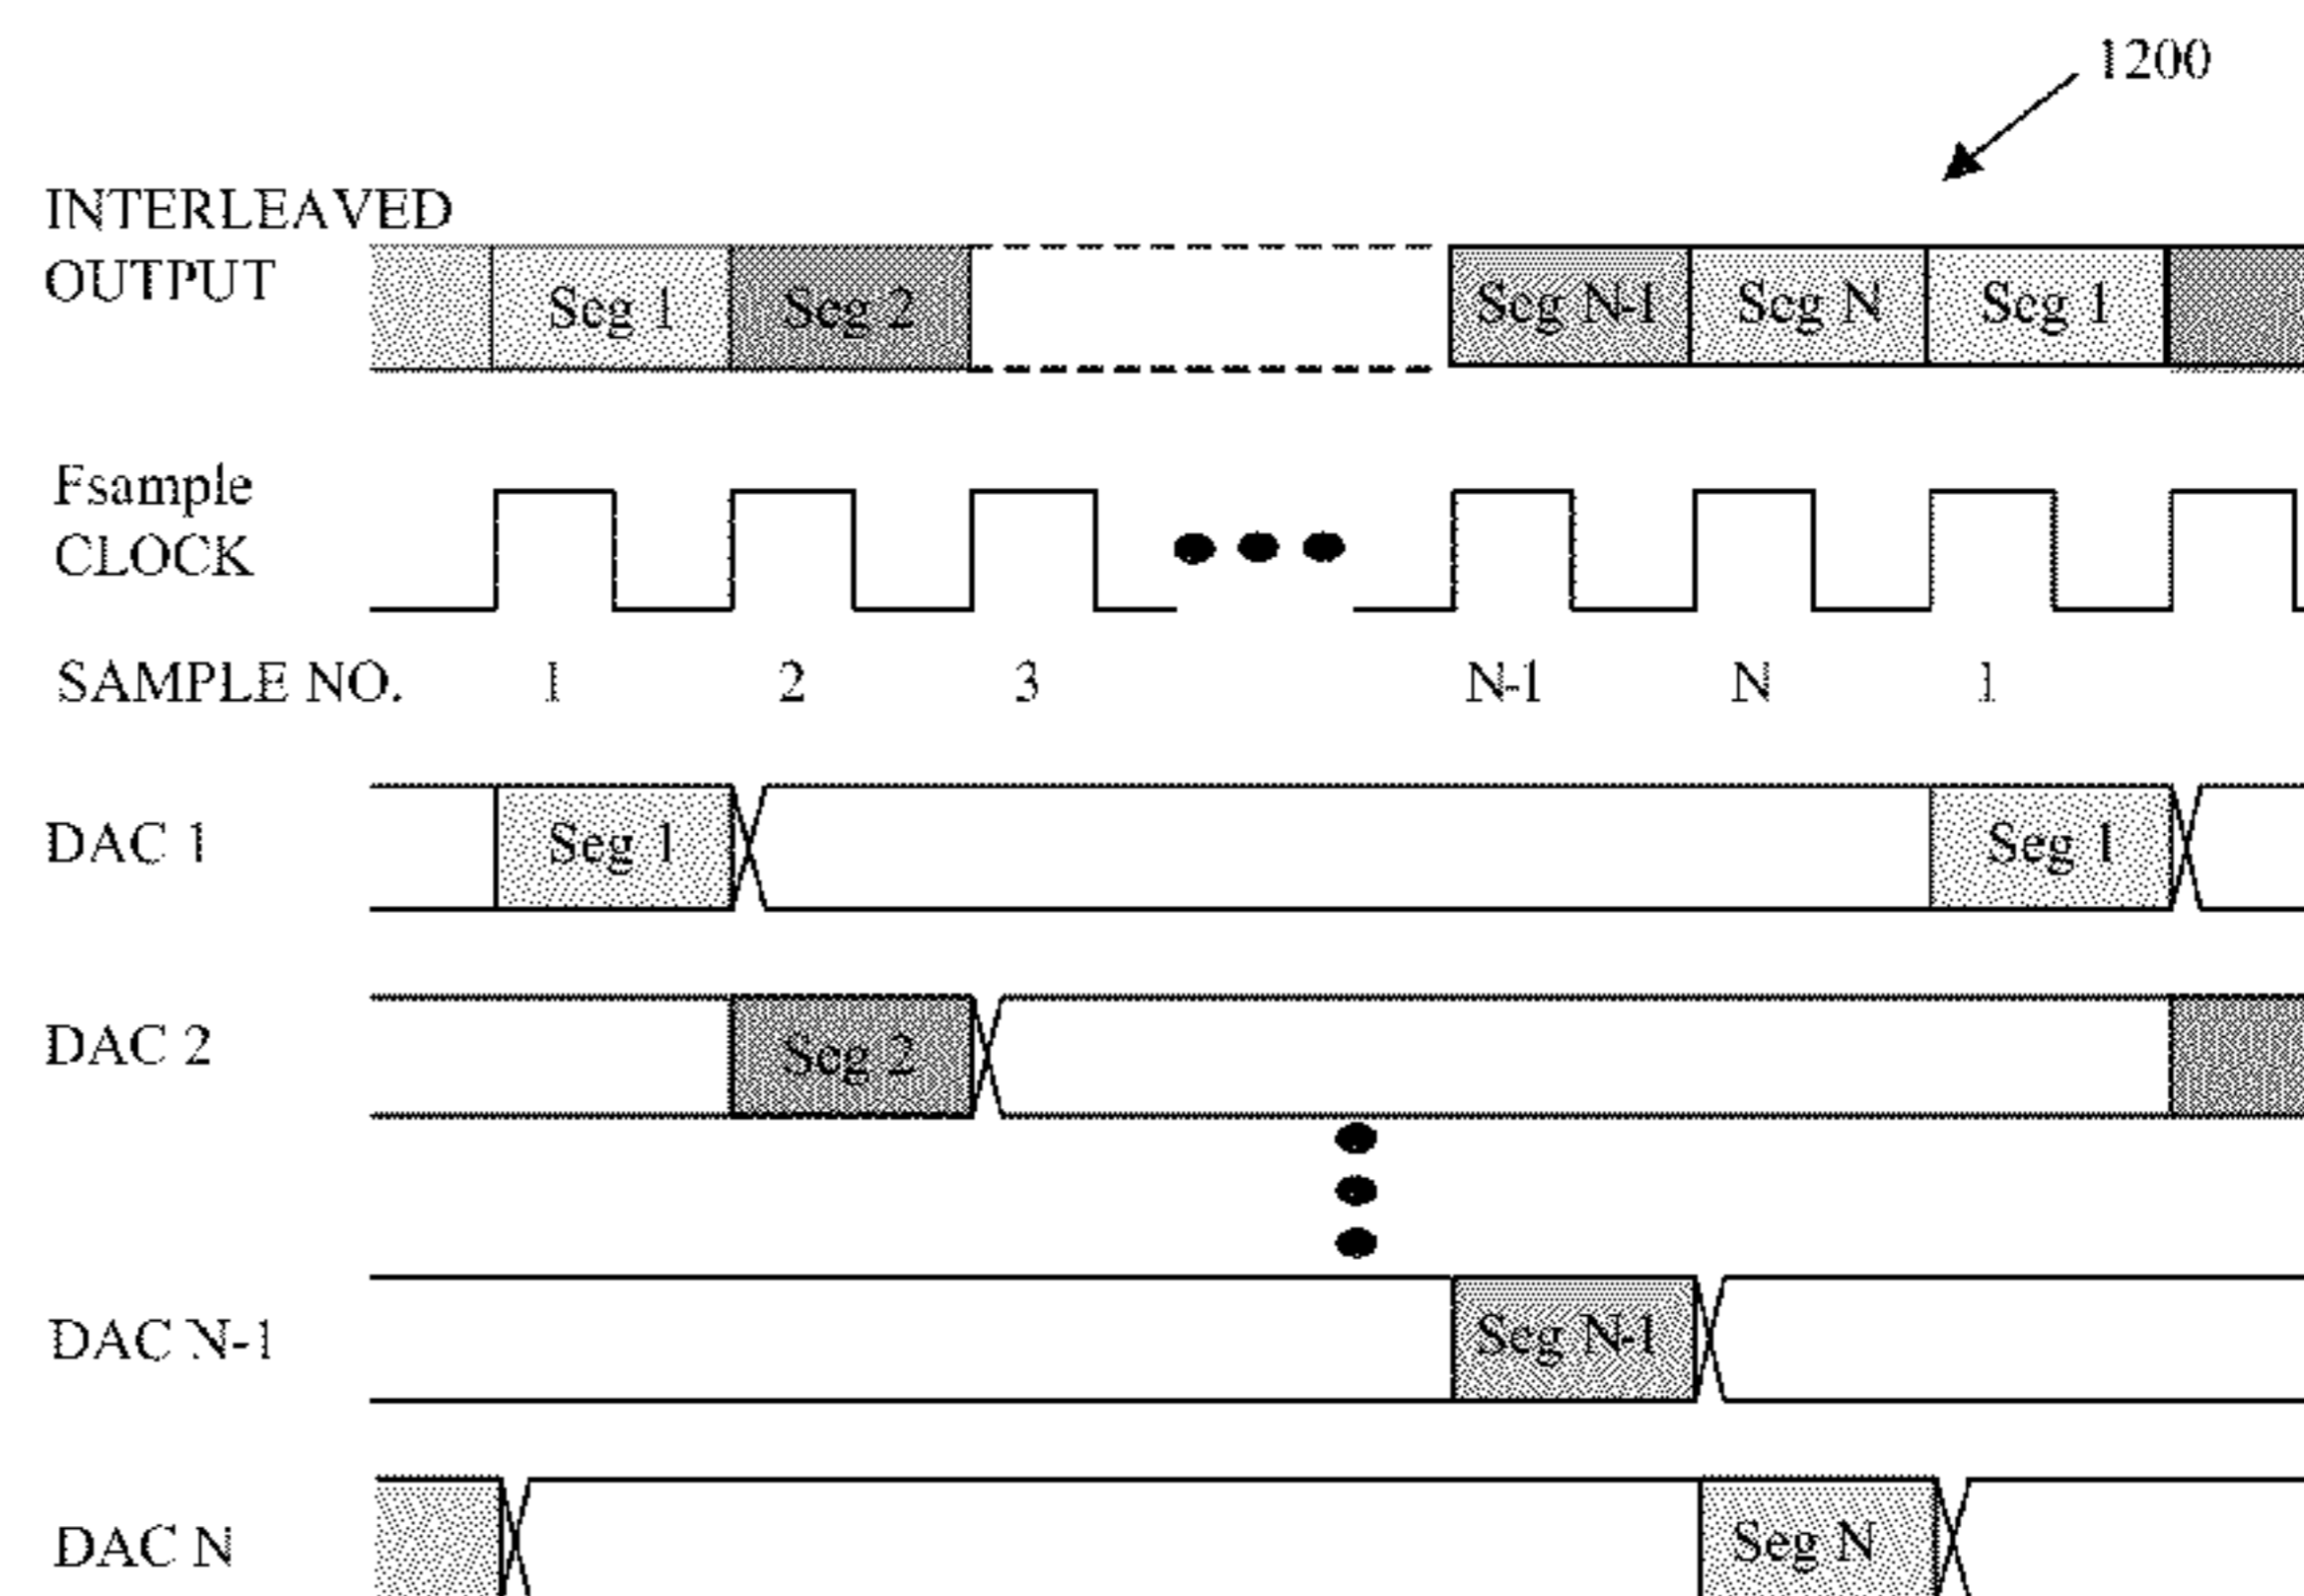 1200
INTERLEAVED
OUTPUT
Seg 1 Seg 2 Seg N-1 Seg N Seg 1
Fsample
CLOCK
SAMPLE NO. 1 2 3 N-1 N 1
DAC 1 Seg 1 Seg 1
DAC 2 Seg 2
DAC N-1 Seg N-1
DAC N Seg N